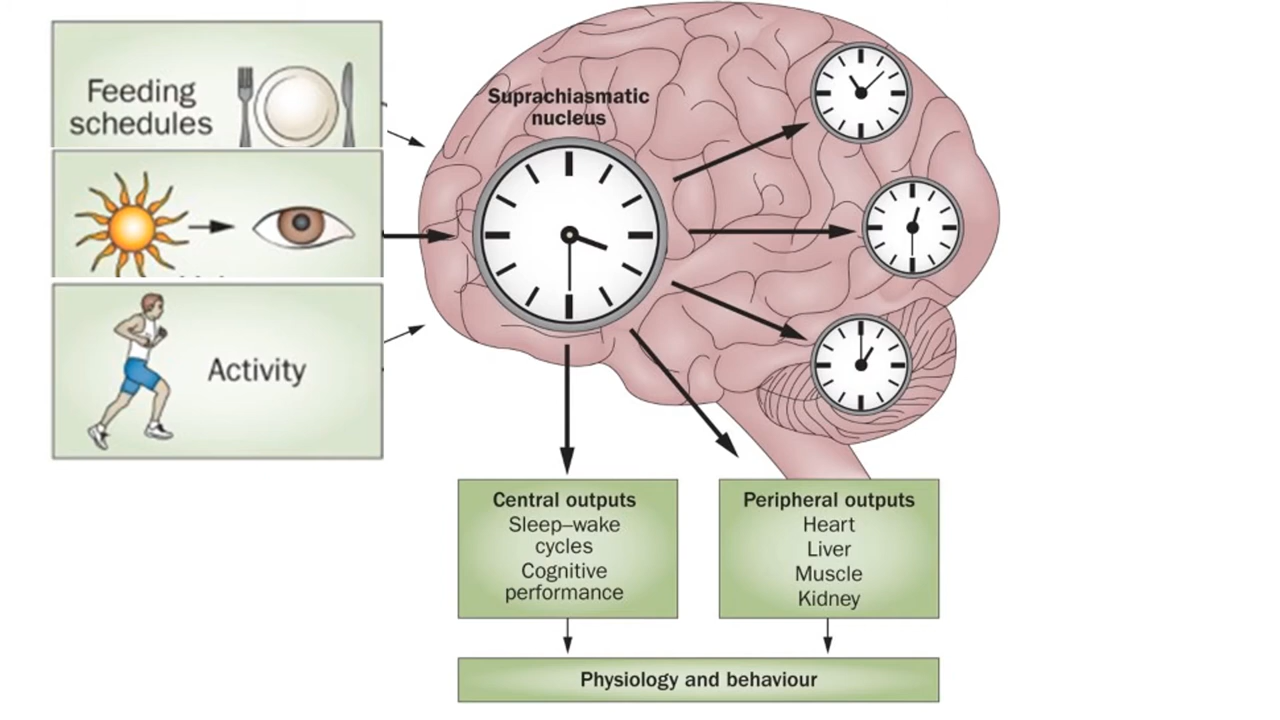 Feeding
schedules
Activity
Suprachiasmatic
nucleus
Central outputs
Sleep–wake
cycles
Cognitive
performance
Peripheral outputs
Heart
Liver
Muscle
Kidney
Physiology and behaviour